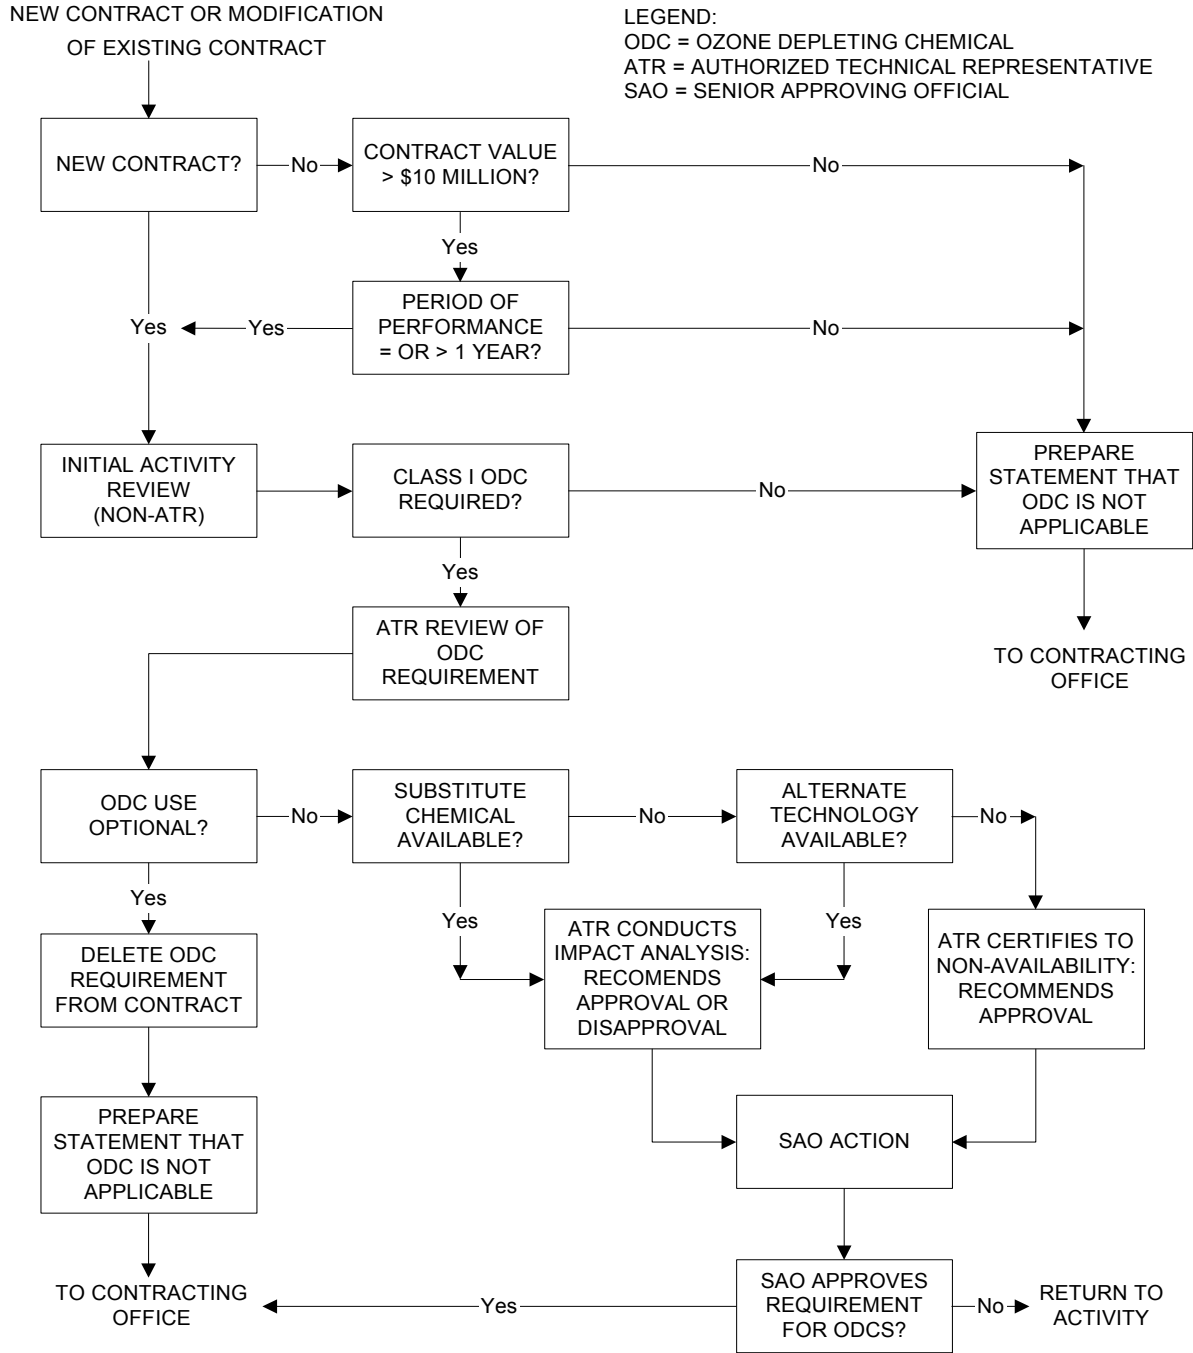 NEW CONTRACT OR MODIFICATION
OF EXISTING CONTRACT
LEGEND:
ODC = OZONE DEPLETING CHEMICAL
ATR = AUTHORIZED TECHNICAL REPRESENTATIVE
SAO = SENIOR APPROVING OFFICIAL
NEW CONTRACT?
No
CONTRACT VALUE
> $10 MILLION?
No
Yes
Yes
Yes
PERIOD OF
PERFORMANCE
= OR > 1 YEAR?
No
INITIAL ACTIVITY
REVIEW
(NON-ATR)
CLASS I ODC
REQUIRED?
No
PREPARE
STATEMENT THAT
ODC IS NOT
APPLICABLE
Yes
ATR REVIEW OF
ODC
REQUIREMENT
TO CONTRACTING
OFFICE
ODC USE
OPTIONAL?
No
SUBSTITUTE
CHEMICAL
AVAILABLE?
No
ALTERNATE
TECHNOLOGY
AVAILABLE?
No
Yes
Yes
Yes
DELETE ODC
REQUIREMENT
FROM CONTRACT
ATR CONDUCTS
IMPACT ANALYSIS:
RECOMENDS
APPROVAL OR
DISAPPROVAL
ATR CERTIFIES TO
NON-AVAILABILITY:
RECOMMENDS
APPROVAL
PREPARE
STATEMENT THAT
ODC IS NOT
APPLICABLE
SAO ACTION
TO CONTRACTING
OFFICE
Yes
SAO APPROVES
REQUIREMENT
FOR ODCS?
No
RETURN TO
ACTIVITY